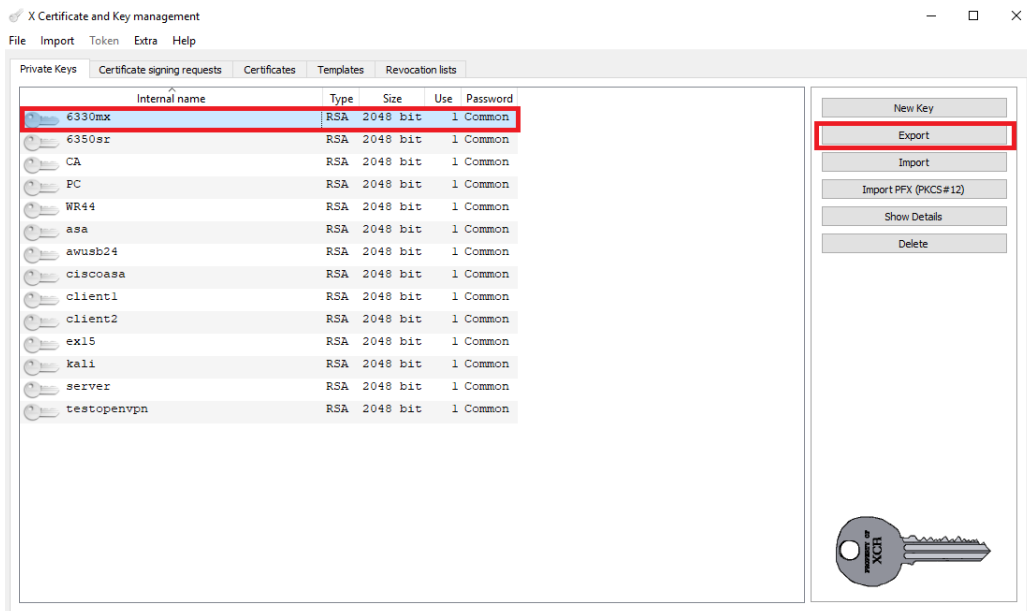 X Certificate and Key management
File Import Token Extra Help
Private Keys Certificate signing requests Certificates Templates Revocation lists
Internal name Type Size Use Password
6330mx RSA 2048 bit 1 Common
6350sr RSA 2048 bit 1 Common
CA RSA 2048 bit 1 Common
PC RSA 2048 bit 1 Common
WR44 RSA 2048 bit 1 Common
asa RSA 2048 bit 1 Common
awusb24 RSA 2048 bit 1 Common
ciscoasa RSA 2048 bit 1 Common
client1 RSA 2048 bit 1 Common
client2 RSA 2048 bit 1 Common
ex15 RSA 2048 bit 1 Common
kali RSA 2048 bit 1 Common
server RSA 2048 bit 1 Common
testopenvpn RSA 2048 bit 1 Common
New Key
Export
Import
Import PFX (PKCS#12)
Show Details
Delete
PROPERTY OF
XCA